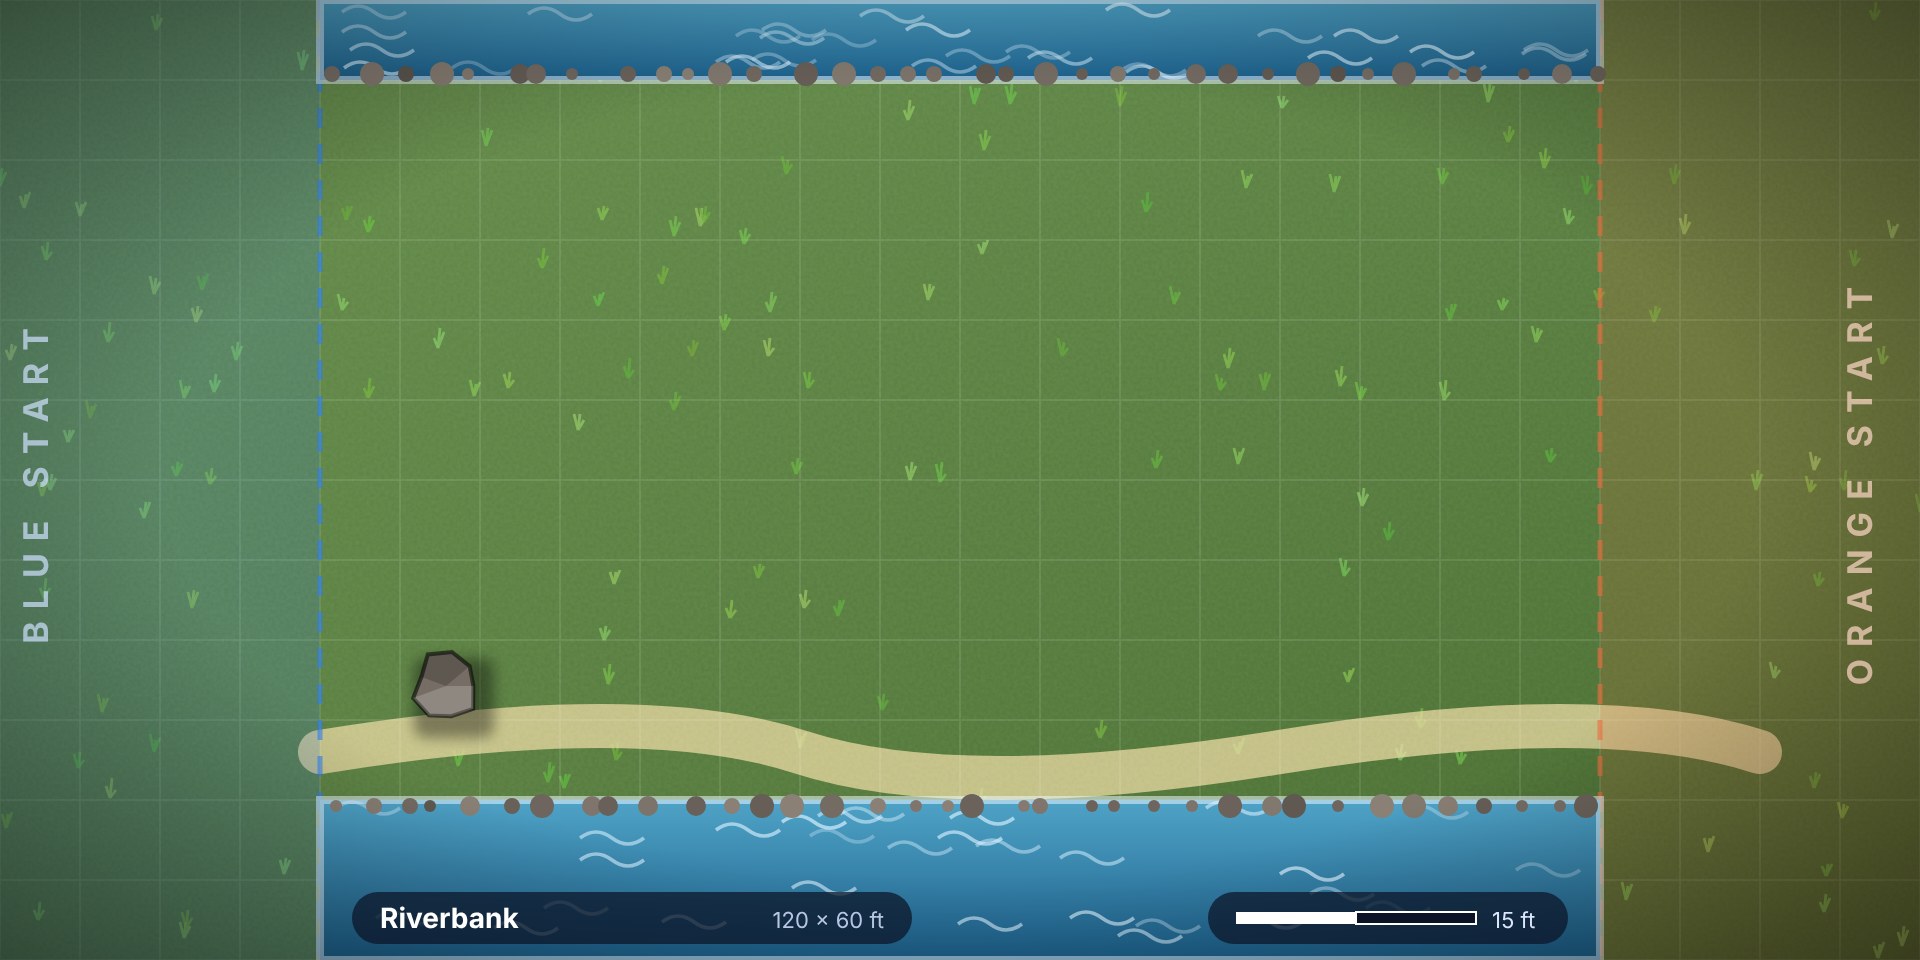 BLUE START
ORANGE START
Riverbank
120 × 60 ft
15 ft